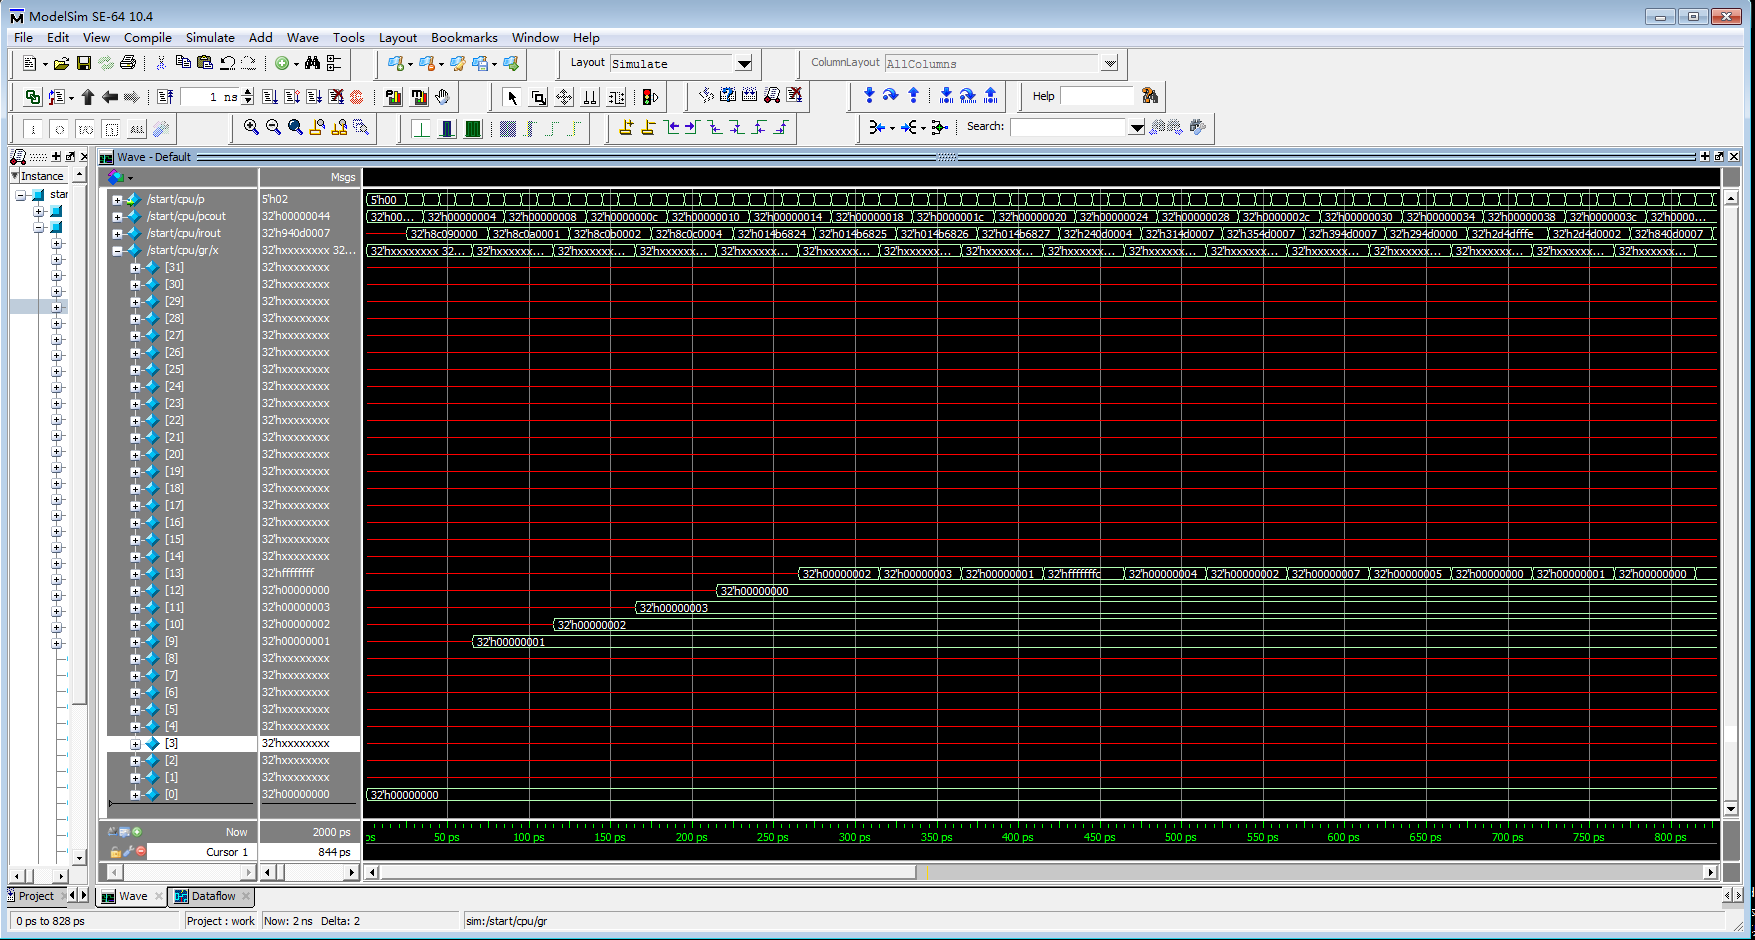 ModelSim SE-64 10.4
File Edit View Compile Simulate Add Wave Tools Layout Bookmarks Window Help
Layout Simulate ColumnLayout AllColumns
1 ns Help
Search:
Wave - Default
Instance
Msgs
star
/start/cpu/p 5'h02 5'h00
/start/cpu/pcout 32'h00000044 32'h00... 32'h00000004 32'h00000008 32'h0000000c 32'h00000010 32'h00000014 32'h00000018 32'h0000001c 32'h00000020 32'h00000024 32'h00000028 32'h0000002c 32'h00000030 32'h00000034 32'h00000038 32'h0000003c 32'h0000...
/start/cpu/irout 32'h940d0007 32'h8c090000 32'h8c0a0001 32'h8c0b0002 32'h8c0c0004 32'h014b6824 32'h014b6825 32'h014b6826 32'h014b6827 32'h240d0004 32'h314d0007 32'h354d0007 32'h394d0007 32'h294d0000 32'h2d4dfffe 32'h2d4d0002 32'h840d0007
/start/cpu/gr/x 32'hxxxxxxxx 32... 32'hxxxxxxxx 32... 32'hxxxxxx... 32'hxxxxxx... 32'hxxxxxx... 32'hxxxxxx... 32'hxxxxxx... 32'hxxxxxx... 32'hxxxxxx... 32'hxxxxxx... 32'hxxxxxx... 32'hxxxxxx... 32'hxxxxxx... 32'hxxxxxx... 32'hxxxxxx... 32'hxxxxxx... 32'hxxxxxx...
[31] 32'hxxxxxxxx
[30] 32'hxxxxxxxx
[29] 32'hxxxxxxxx
[28] 32'hxxxxxxxx
[27] 32'hxxxxxxxx
[26] 32'hxxxxxxxx
[25] 32'hxxxxxxxx
[24] 32'hxxxxxxxx
[23] 32'hxxxxxxxx
[22] 32'hxxxxxxxx
[21] 32'hxxxxxxxx
[20] 32'hxxxxxxxx
[19] 32'hxxxxxxxx
[18] 32'hxxxxxxxx
[17] 32'hxxxxxxxx
[16] 32'hxxxxxxxx
[15] 32'hxxxxxxxx
[14] 32'hxxxxxxxx
[13] 32'hffffffff 32'h00000002 32'h00000003 32'h00000001 32'hfffffffc 32'h00000004 32'h00000002 32'h00000007 32'h00000005 32'h00000000 32'h00000001 32'h00000000
[12] 32'h00000000 32'h00000000
[11] 32'h00000003 32'h00000003
[10] 32'h00000002 32'h00000002
[9] 32'h00000001 32'h00000001
[8] 32'hxxxxxxxx
[7] 32'hxxxxxxxx
[6] 32'hxxxxxxxx
[5] 32'hxxxxxxxx
[4] 32'hxxxxxxxx
[3] 32'hxxxxxxxx
[2] 32'hxxxxxxxx
[1] 32'hxxxxxxxx
[0] 32'h00000000 32'h00000000
Now 2000 ps ps 50 ps 100 ps 150 ps 200 ps 250 ps 300 ps 350 ps 400 ps 450 ps 500 ps 550 ps 600 ps 650 ps 700 ps 750 ps 800 ps
Cursor 1 844 ps
Project Wave Dataflow
0 ps to 828 ps Project : work Now: 2 ns Delta: 2 sim:/start/cpu/gr